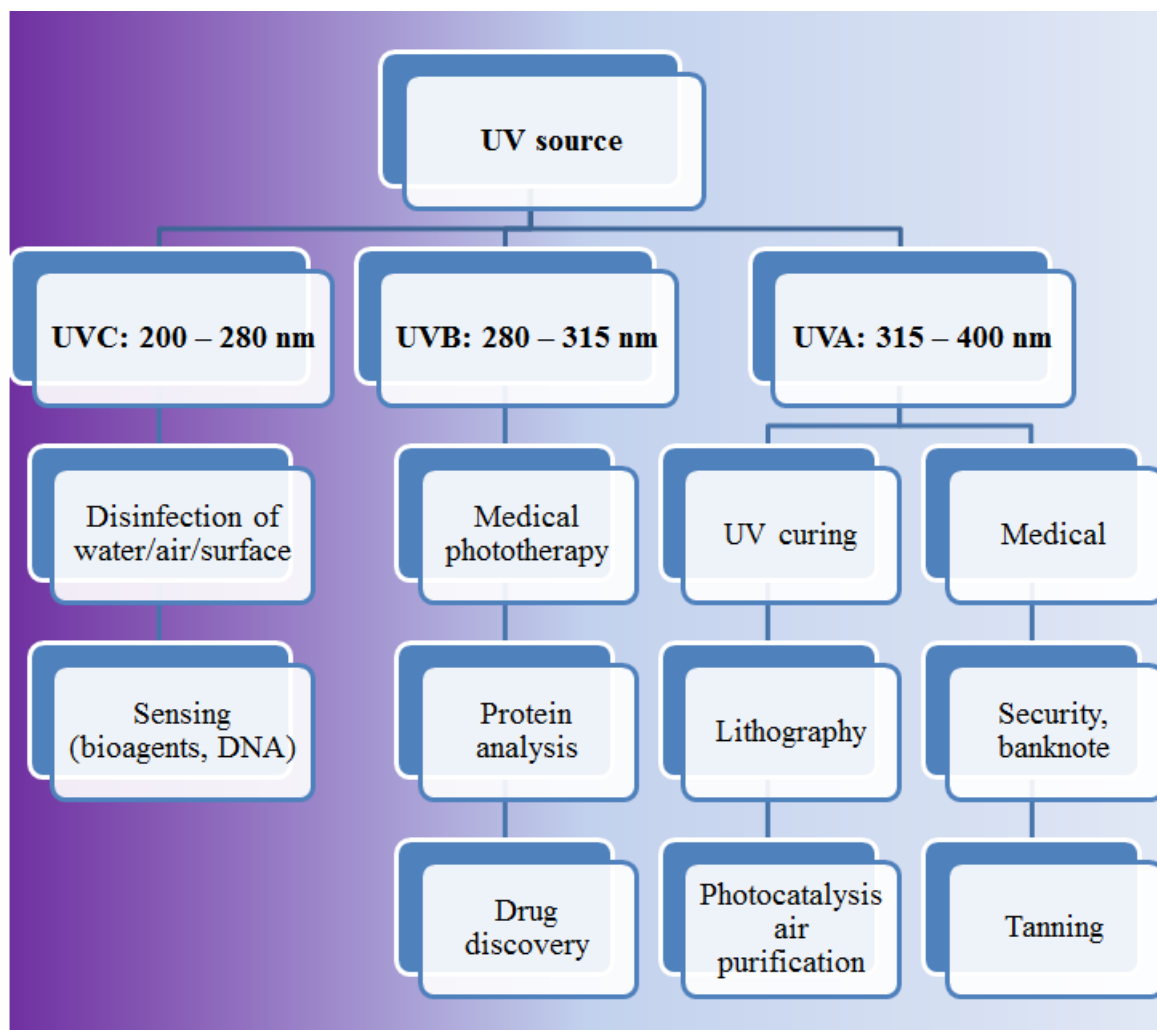 UV source
UVC: 200 – 280 nm
UVB: 280 – 315 nm
UVA: 315 – 400 nm
Disinfection of
water/air/surface
Medical
phototherapy
UV curing
Medical
Sensing
(bioagents, DNA)
Protein
analysis
Lithography
Security,
banknote
Drug
discovery
Photocatalysis
air
purification
Tanning